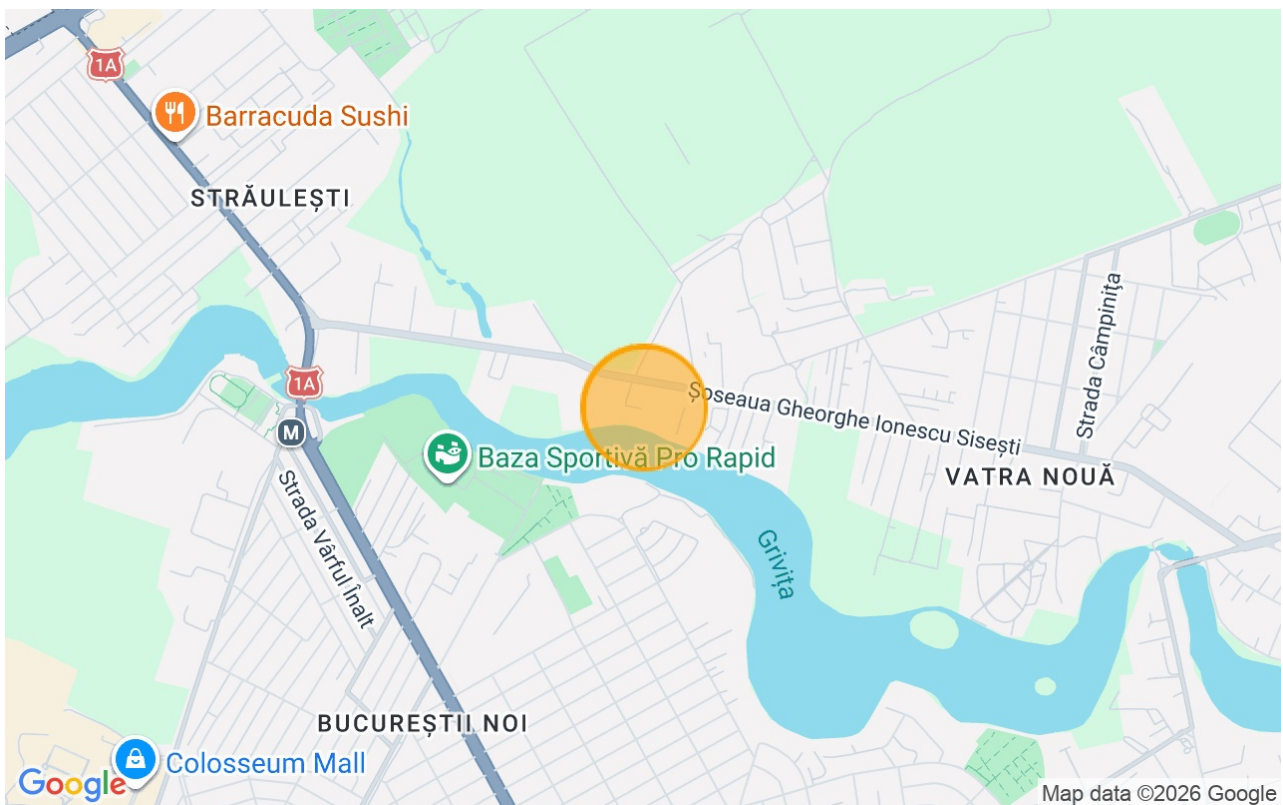 1A
Barracuda Sushi
STRĂULEȘTI
1A
M
Șoseaua Gheorghe Ionescu Sisești
Strada Câmpinița
Baza Sportivă Pro Rapid
VATRA NOUĂ
Strada Vârful Înalt
Grivița
BUCUREȘTII NOI
Colosseum Mall
Google
Map data ©2026 Google